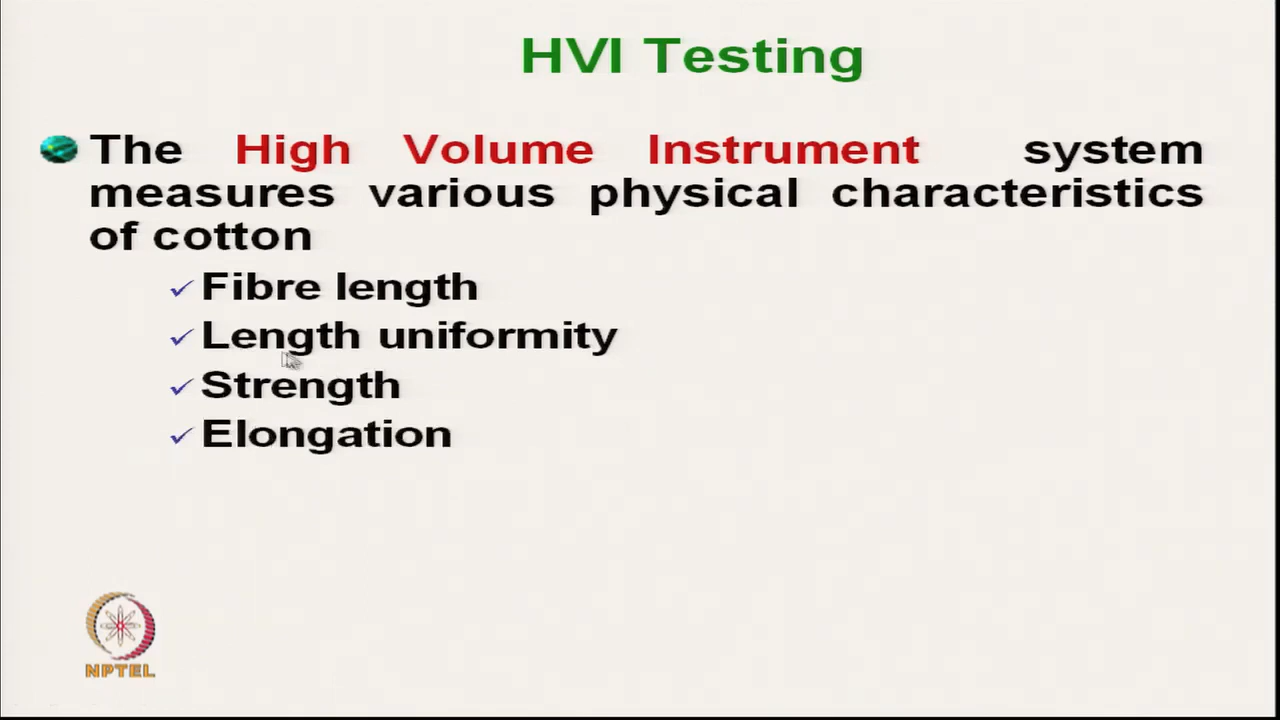 HVI Testing
The High Volume Instrument system
measures various physical characteristics
of cotton
Fibre length
Length uniformity
Strength
Elongation
NPTEL